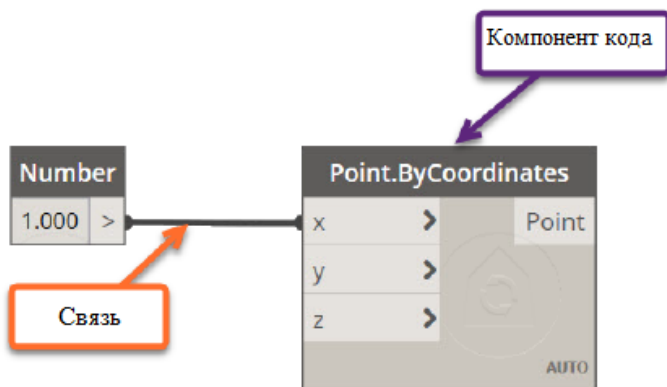 Компонент кода
Number
Point.ByCoordinates
1.000 >
x
Point
y
z
Связь
AUTO